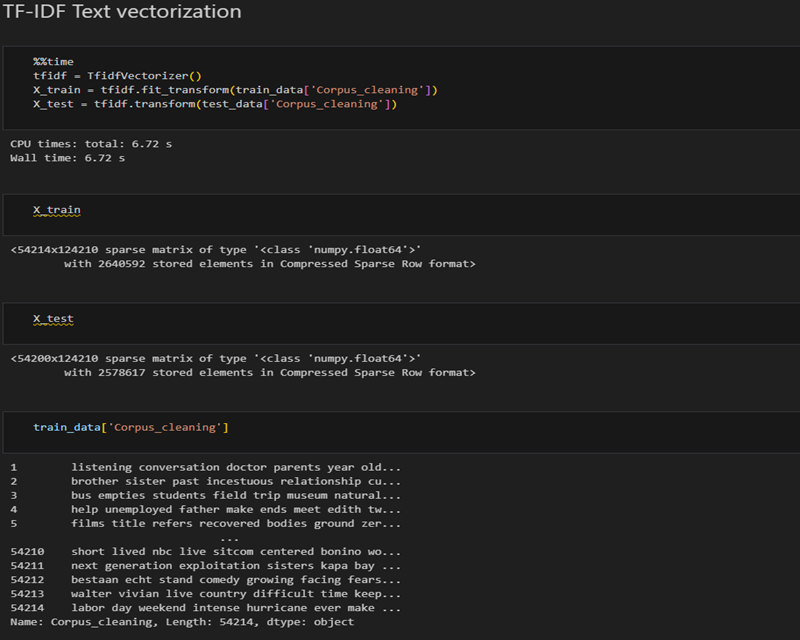 TF-IDF Text vectorization
%%time
tfidf = TfidfVectorizer()
X_train = tfidf.fit_transform(train_data['Corpus_cleaning'])
X_test = tfidf.transform(test_data['Corpus_cleaning'])
CPU times: total: 6.72 s
Wall time: 6.72 s
X_train
<54214x124210 sparse matrix of type '<class 'numpy.float64'>'
with 2640592 stored elements in Compressed Sparse Row format>
X_test
<54200x124210 sparse matrix of type '<class 'numpy.float64'>'
with 2578617 stored elements in Compressed Sparse Row format>
train_data['Corpus_cleaning']
1 listening conversation doctor parents year old...
2 brother sister past incestuous relationship cu...
3 bus empties students field trip museum natural...
4 help unemployed father make ends meet edith tw...
5 films title refers recovered bodies ground zer...
...
54210 short lived nbc live sitcom centered bonino wo...
54211 next generation exploitation sisters kapa bay ...
54212 bestaan echt stand comedy growing facing fears...
54213 walter vivian live country difficult time keep...
54214 labor day weekend intense hurricane ever make ...
Name: Corpus_cleaning, Length: 54214, dtype: object